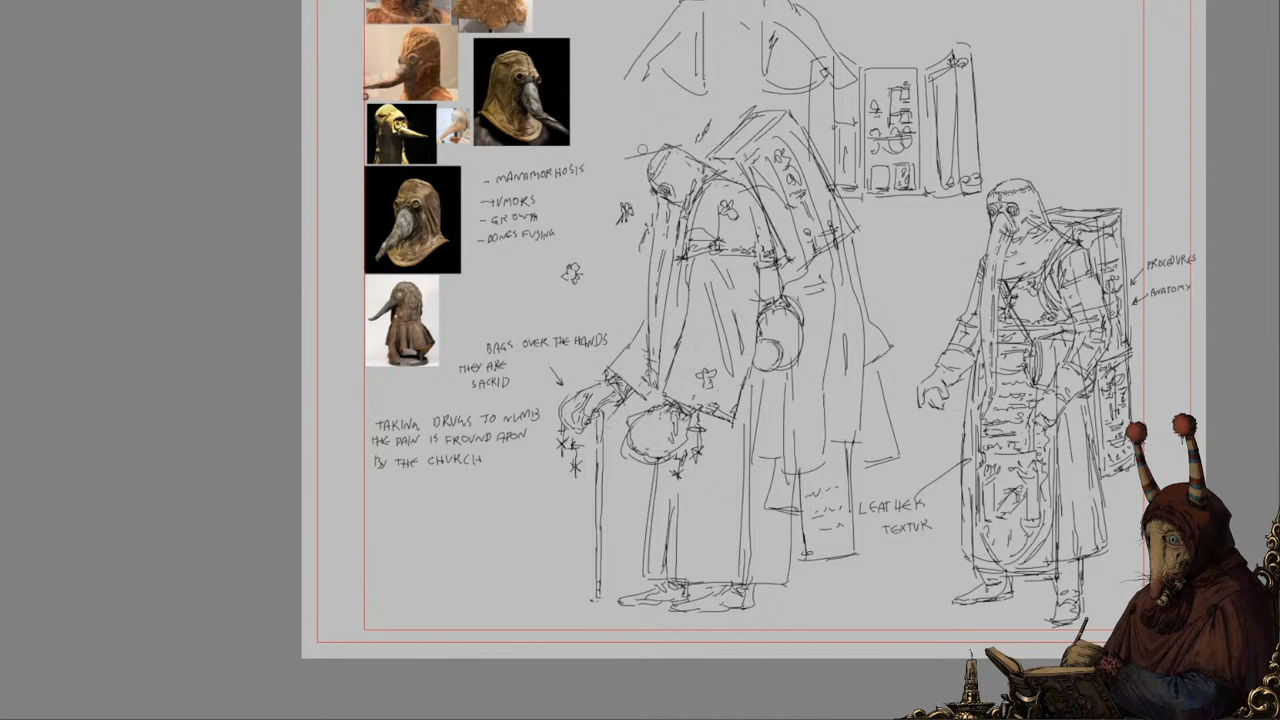 - MANAMORHOSIS
- TUMORS
- GROWTH
- BONES FUSING
BAGS OVER THE HANDS
THEY ARE
SACRID
TAKING DRUGS TO NUMB
THE PAIN IS FROUND APON
BY THE CHURCH
PROCEDURES
ANATOMY
LEATHER
TEXTUR